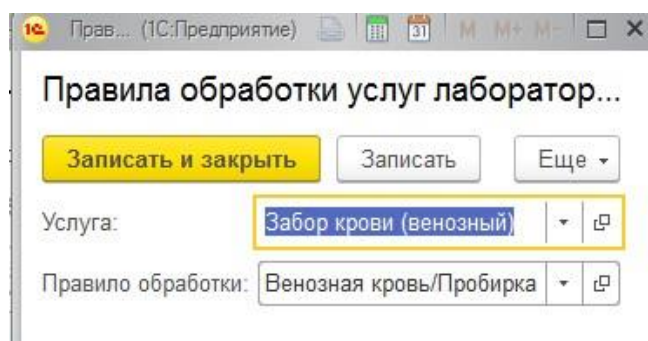 1С Прав... (1С:Предприятие) 31 M M+ M-
Правила обработки услуг лаборатор...
Записать и закрыть Записать Еще
Услуга: Забор крови (венозный)
Правило обработки: Венозная кровь/Пробирка